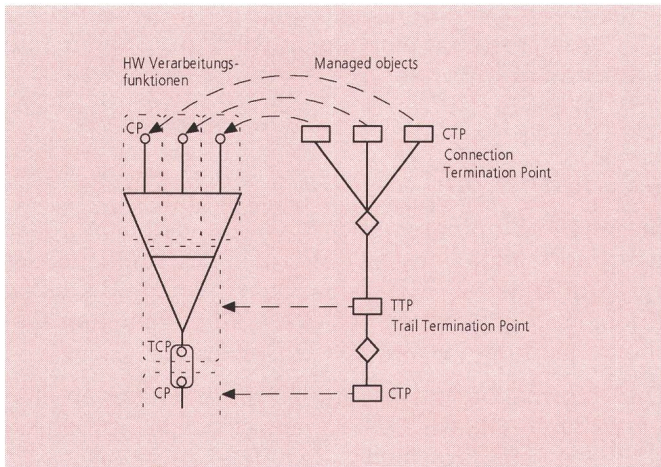 HW Verarbeitungs-
funktionen
Managed objects
CP
CTP
Connection
Termination Point
TTP
Trail Termination Point
TCP
CP
CTP